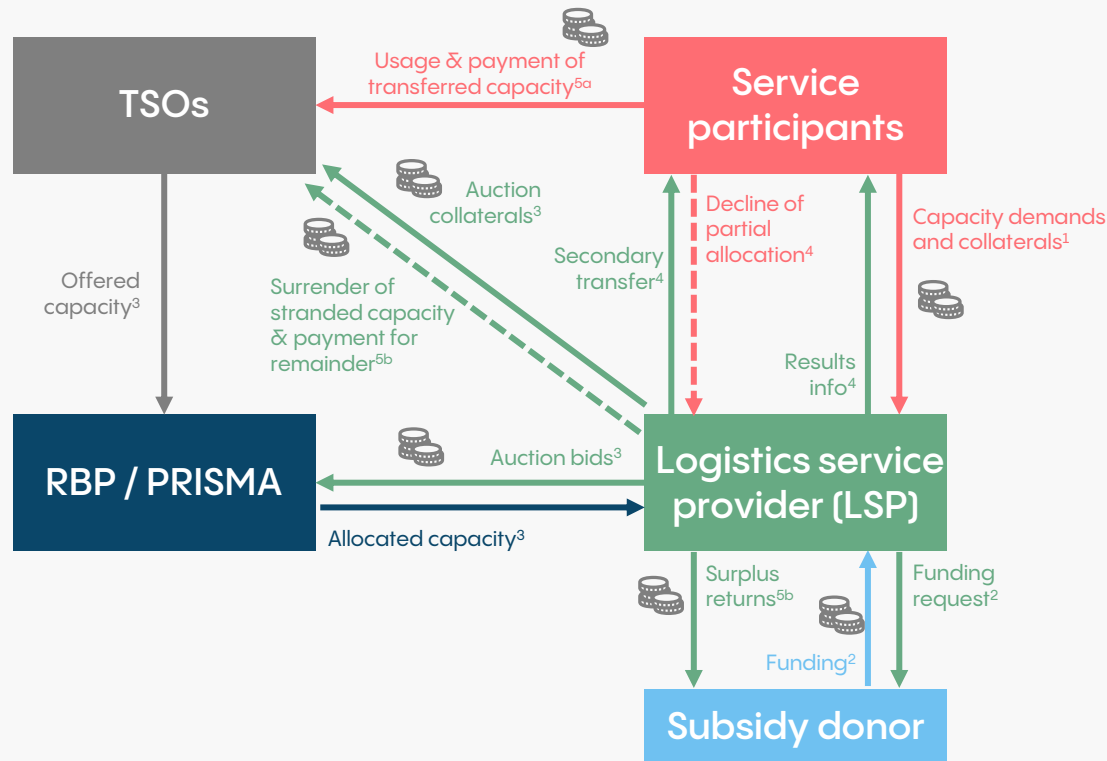 TSOs
Usage & payment of
transferred capacity5a
Service
participants
Auction
collaterals3
Surrender of
stranded capacity
& payment for
remainder5b
Offered
capacity3
Secondary
transfer4
Decline of
partial
allocation4
Results
info4
Capacity demands
and collaterals1
RBP / PRISMA
Auction bids3
Allocated capacity3
Logistics service
provider (LSP)
Surplus
returns5b
Funding2
Funding
request2
Subsidy donor